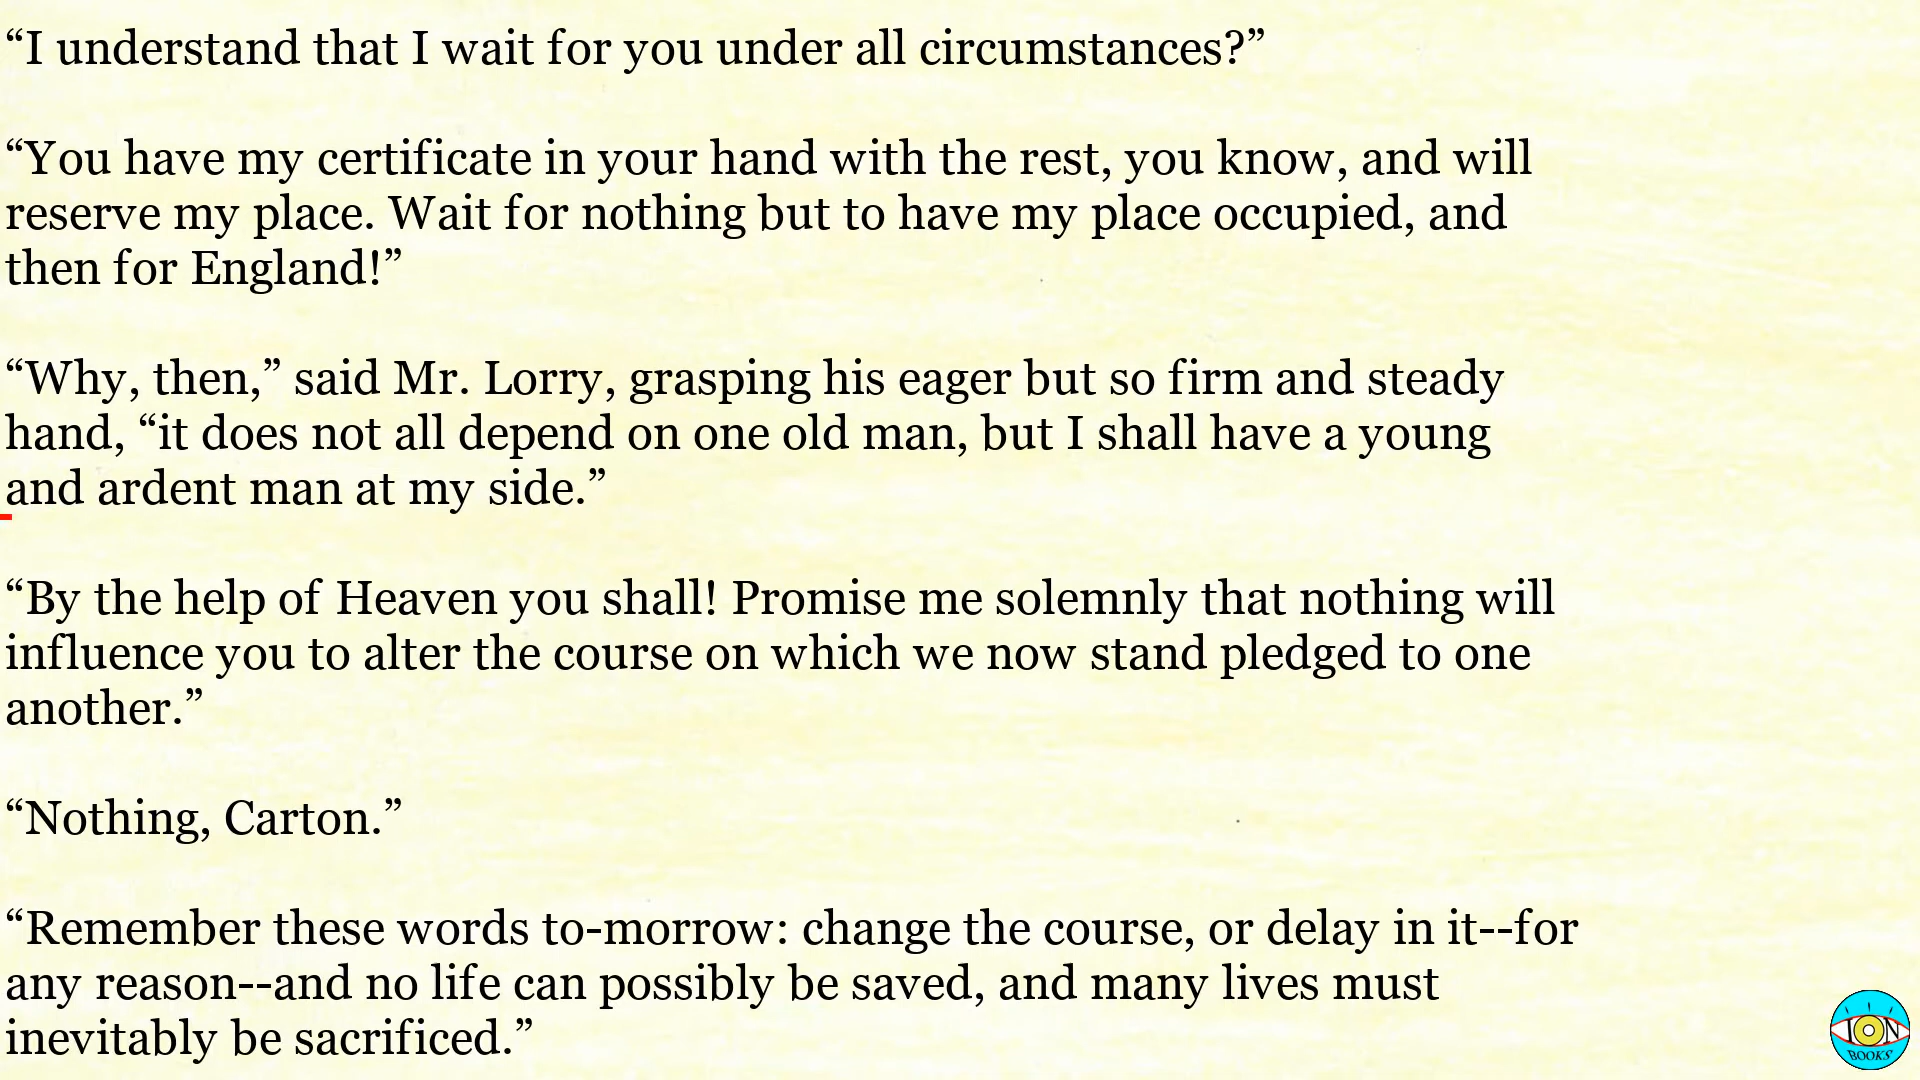 “I understand that I wait for you under all circumstances?”
“You have my certificate in your hand with the rest, you know, and will
reserve my place. Wait for nothing but to have my place occupied, and
then for England!”
“Why, then,” said Mr. Lorry, grasping his eager but so firm and steady
hand, “it does not all depend on one old man, but I shall have a young
and ardent man at my side.”
“By the help of Heaven you shall! Promise me solemnly that nothing will
influence you to alter the course on which we now stand pledged to one
another.”
“Nothing, Carton.”
“Remember these words to-morrow: change the course, or delay in it--for
any reason--and no life can possibly be saved, and many lives must
inevitably be sacrificed.”
ION
BOOKS